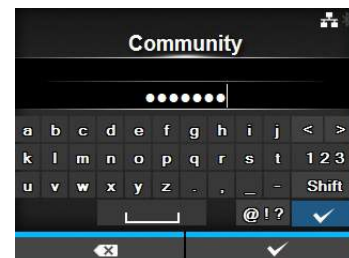 Community
•••••••
a b c d e f g h i j < >
k l m n o p q r s t 1 2 3
u v w x y z . , _ - Shift
@ ! ?